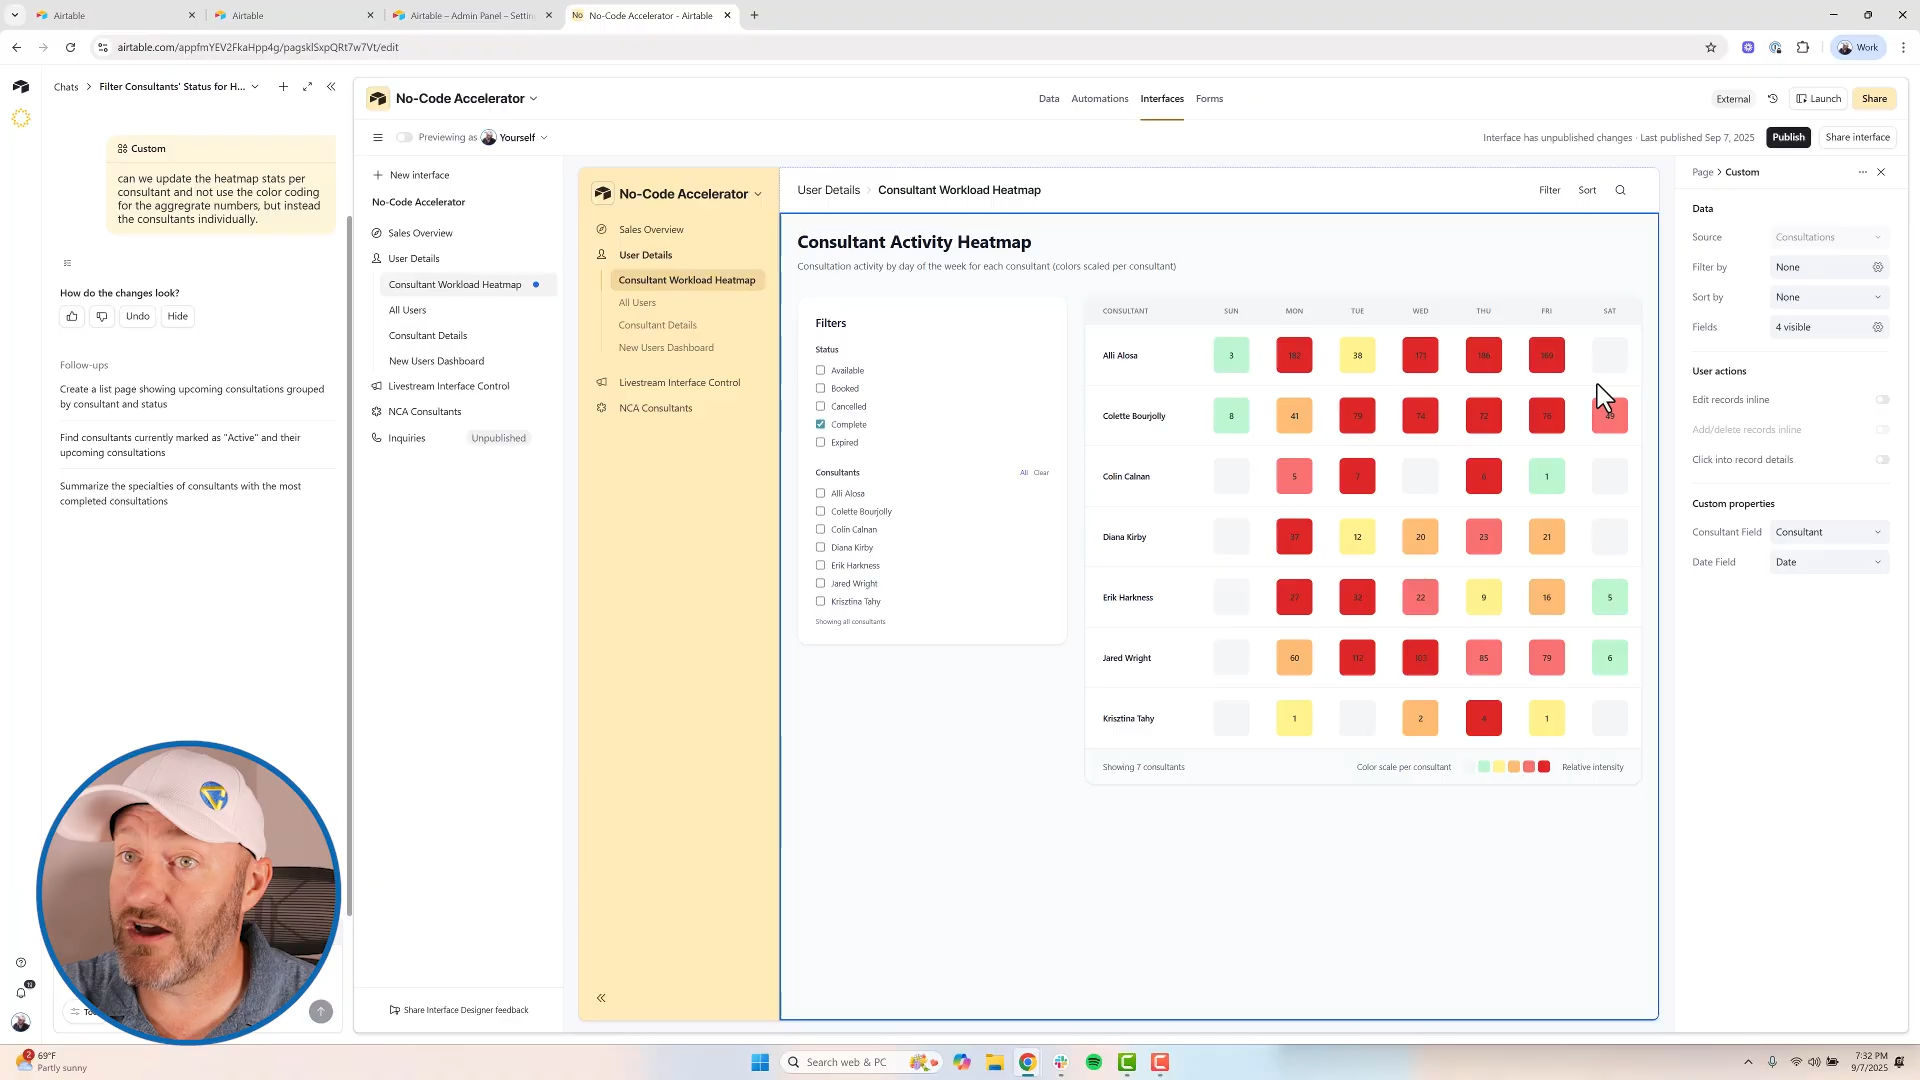 Airtable
Airtable
Airtable – Admin Panel – Settin
No-Code Accelerator - Airtable
airtable.com/appfmYEV2FkaHpp4g/pagsklSxpQRt7w7Vt/edit
Work
Chats
Filter Consultants' Status for H...
No-Code Accelerator
Data
Automations
Interfaces
Forms
External
Launch
Share
Previewing as
Yourself
Interface has unpublished changes · Last published Sep 7, 2025
Publish
Share interface
Custom
can we update the heatmap stats per
consultant and not use the color coding
for the aggregrate numbers, but instead
the consultants individually.
How do the changes look?
Undo
Hide
Follow-ups
Create a list page showing upcoming consultations grouped
by consultant and status
Find consultants currently marked as "Active" and their
upcoming consultations
Summarize the specialties of consultants with the most
completed consultations
New interface
No-Code Accelerator
Sales Overview
User Details
Consultant Workload Heatmap
All Users
Consultant Details
New Users Dashboard
Livestream Interface Control
NCA Consultants
Inquiries
Unpublished
Share Interface Designer feedback
No-Code Accelerator
Sales Overview
User Details
Consultant Workload Heatmap
All Users
Consultant Details
New Users Dashboard
Livestream Interface Control
NCA Consultants
User Details
Consultant Workload Heatmap
Filter
Sort
Consultant Activity Heatmap
Consultation activity by day of the week for each consultant (colors scaled per consultant)
Filters
Status
Available
Booked
Cancelled
Complete
Expired
Consultants
All
Clear
Alli Alosa
Colette Bourjolly
Colin Calnan
Diana Kirby
Erik Harkness
Jared Wright
Krisztina Tahy
Showing all consultants
CONSULTANT SUN MON TUE WED THU FRI SAT
Alli Alosa 3 182 38 171 186 169
Colette Bourjolly 8 41 79 74 72 76 49
Colin Calnan 5 7 6 1
Diana Kirby 37 12 20 23 21
Erik Harkness 27 32 22 9 16 5
Jared Wright 60 112 103 85 79 6
Krisztina Tahy 1 2 4 1
Showing 7 consultants
Color scale per consultant
Relative intensity
Page > Custom
Data
Source
Consultations
Filter by
None
Sort by
None
Fields
4 visible
User actions
Edit records inline
Add/delete records inline
Click into record details
Custom properties
Consultant Field
Consultant
Date Field
Date
2
69°F
Partly sunny
Search web & PC
7:32 PM
9/7/2025